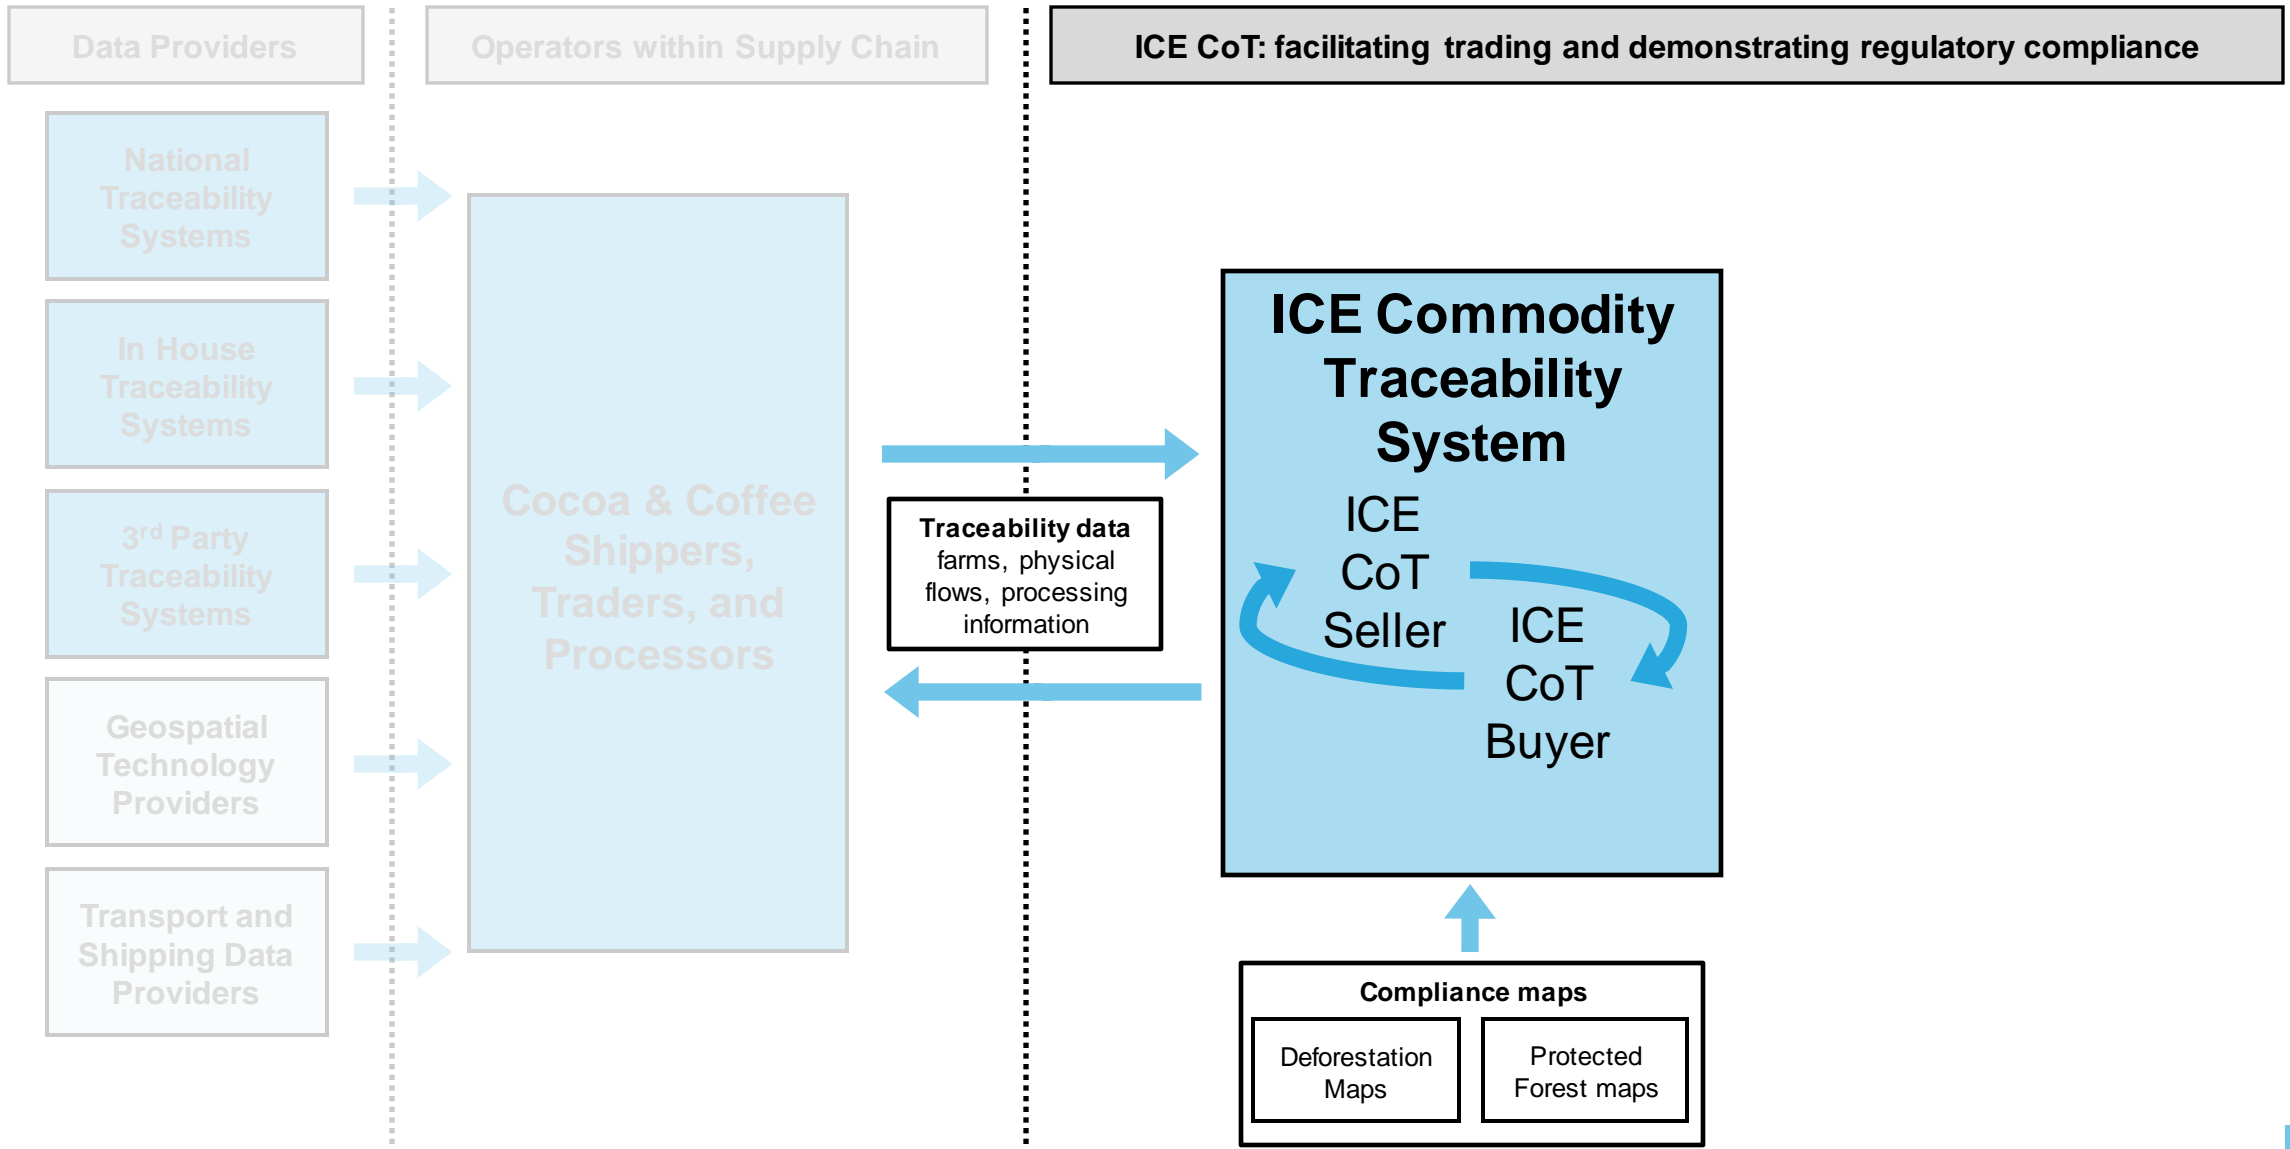 Data Providers
Operators within Supply Chain
ICE CoT: facilitating trading and demonstrating regulatory compliance
National
Traceability
Systems
In House
Traceability
Systems
3rd Party
Traceability
Systems
Geospatial
Technology
Providers
Transport and
Shipping Data
Providers
Cocoa & Coffee
Shippers,
Traders, and
Processors
Traceability data
farms, physical
flows, processing
information
ICE Commodity
Traceability
System
ICE
CoT
Seller
ICE
CoT
Buyer
Compliance maps
Deforestation
Maps
Protected
Forest maps